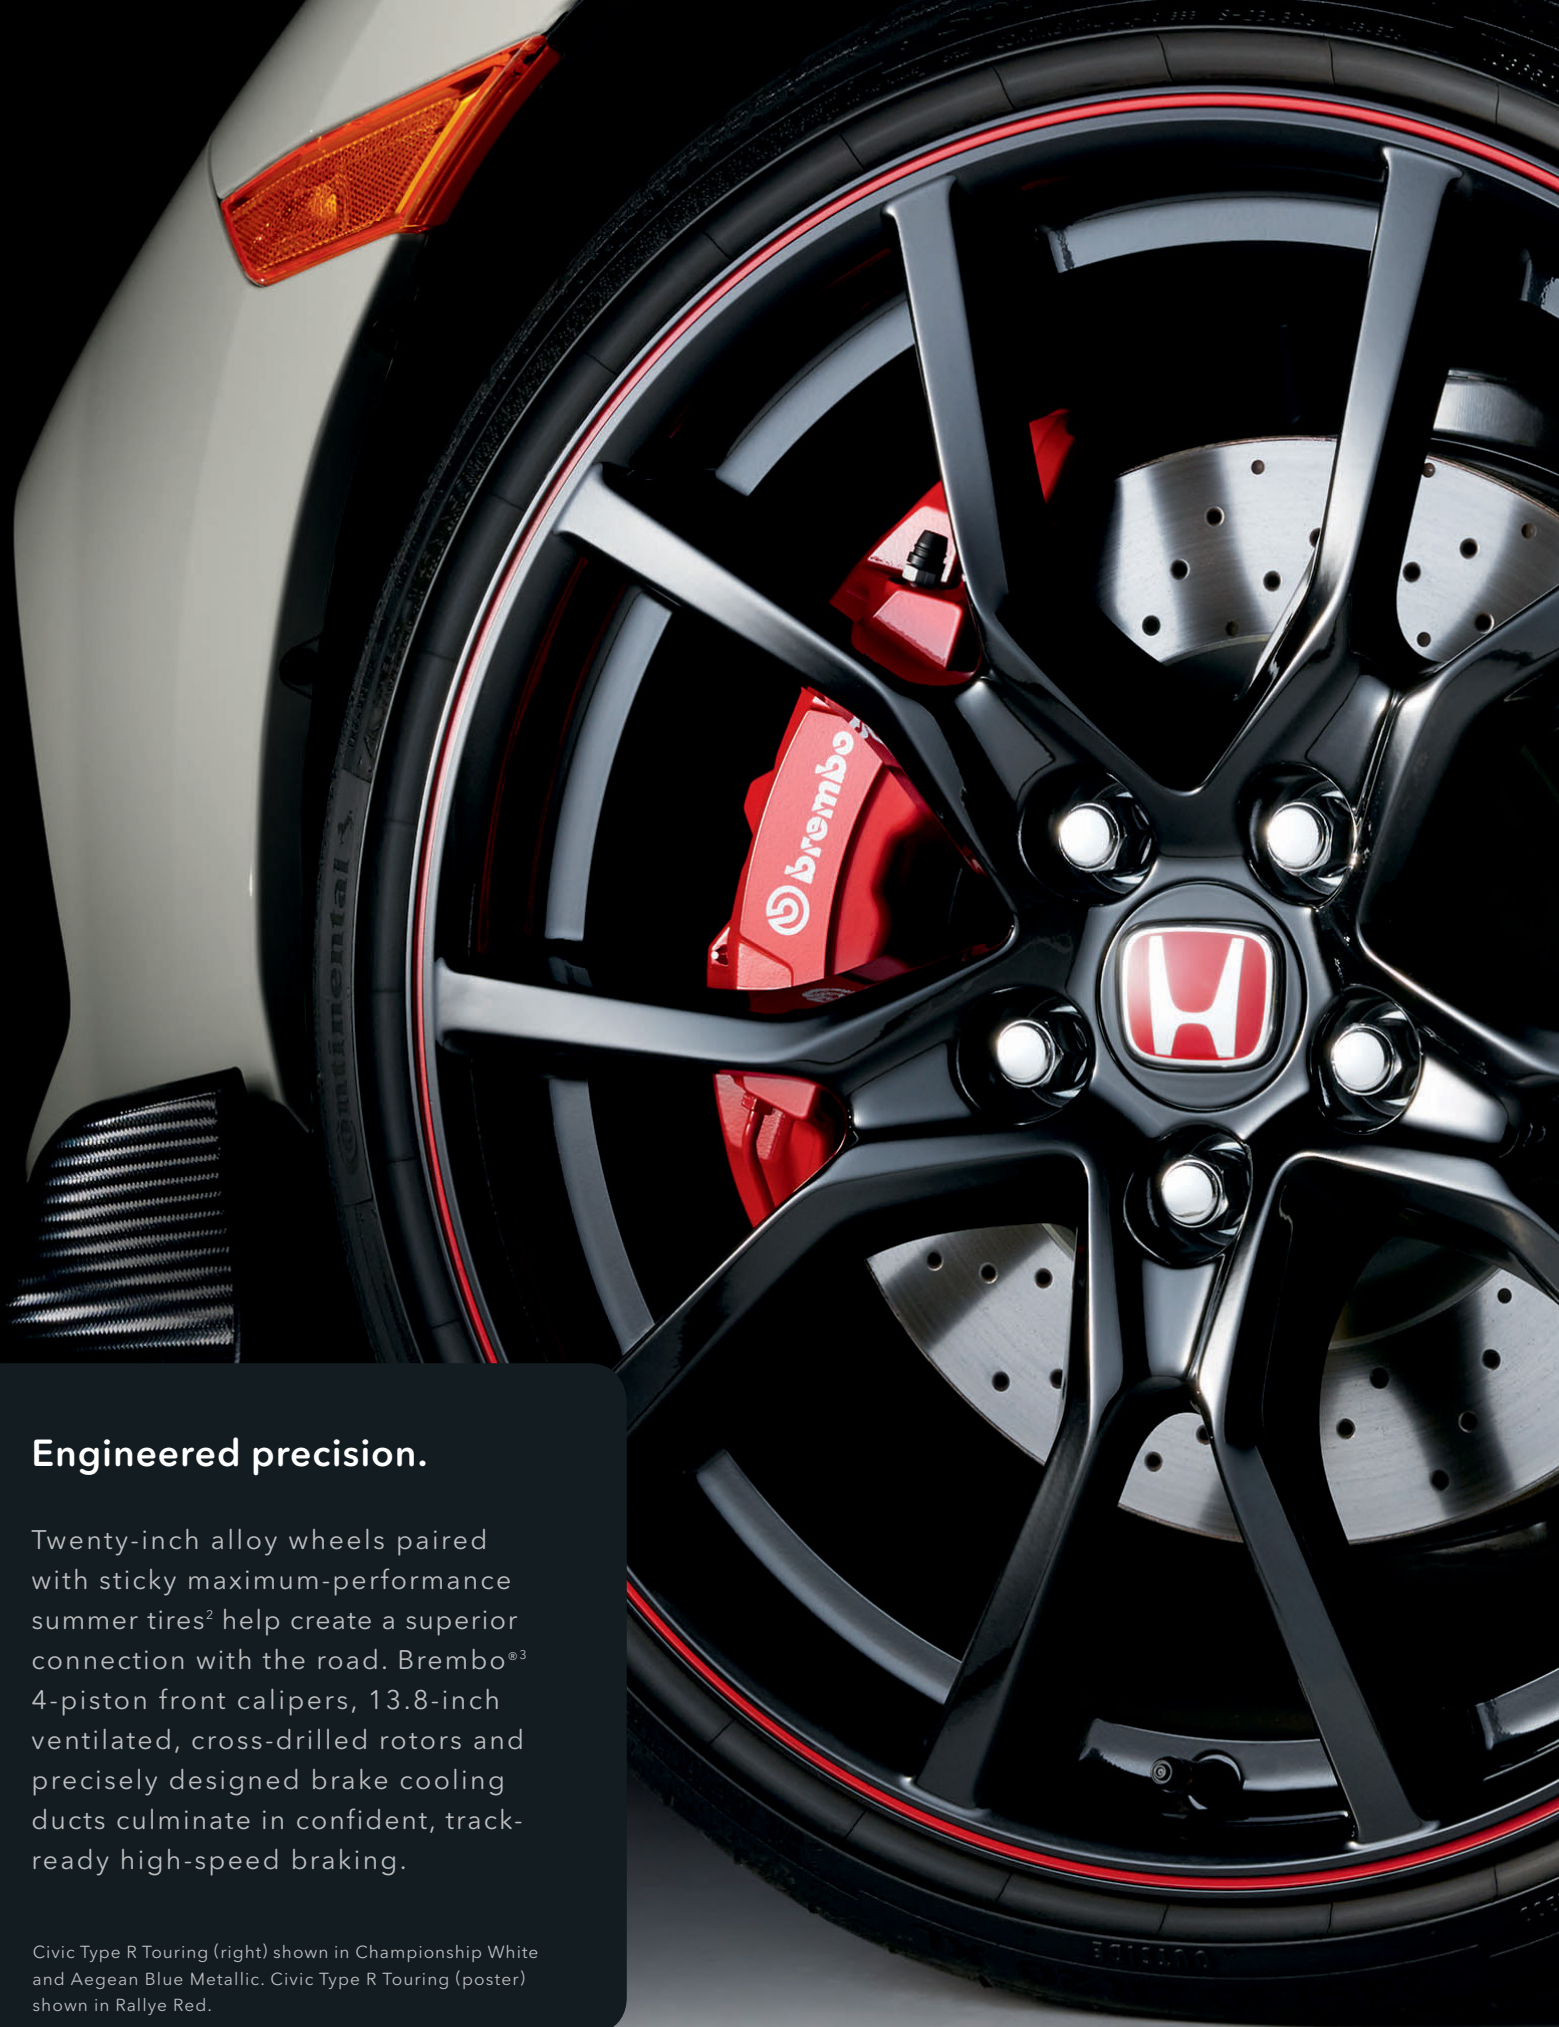 brembo
Continental
Engineered precision.
Twenty-inch alloy wheels paired
with sticky maximum-performance
summer tires² help create a superior
connection with the road. Brembo®³
4-piston front calipers, 13.8-inch
ventilated, cross-drilled rotors and
precisely designed brake cooling
ducts culminate in confident, track-
ready high-speed braking.
Civic Type R Touring (right) shown in Championship White
and Aegean Blue Metallic. Civic Type R Touring (poster)
shown in Rallye Red.
OUTSIDE